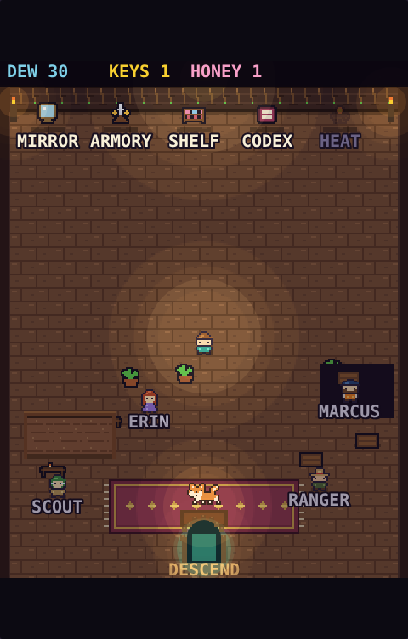 DEW 30 KEYS 1 HONEY 1
MIRROR ARMORY SHELF CODEX HEAT
MARCUS
ERIN
RANGER
SCOUT
DESCEND